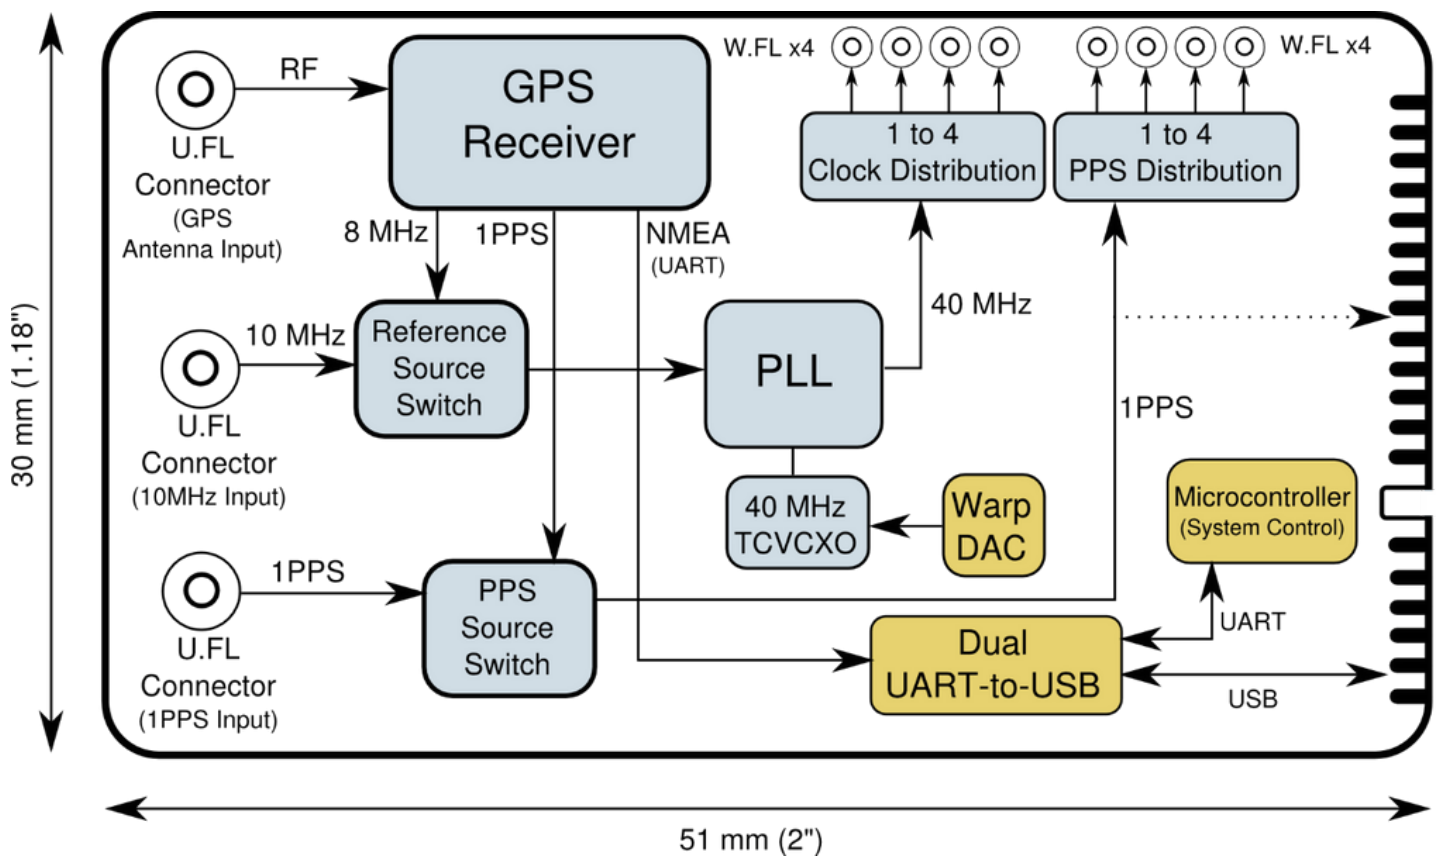 RF
U.FL
Connector
(GPS
Antenna Input)
GPS
Receiver
W.FL x4
W.FL x4
1 to 4
Clock Distribution
1 to 4
PPS Distribution
8 MHz
1PPS
NMEA
(UART)
10 MHz
U.FL
Connector
(10MHz Input)
Reference
Source
Switch
PLL
40 MHz
1PPS
40 MHz
TCVCXO
Warp
DAC
Microcontroller
(System Control)
1PPS
U.FL
Connector
(1PPS Input)
PPS
Source
Switch
Dual
UART-to-USB
UART
USB
30 mm (1.18")
51 mm (2")